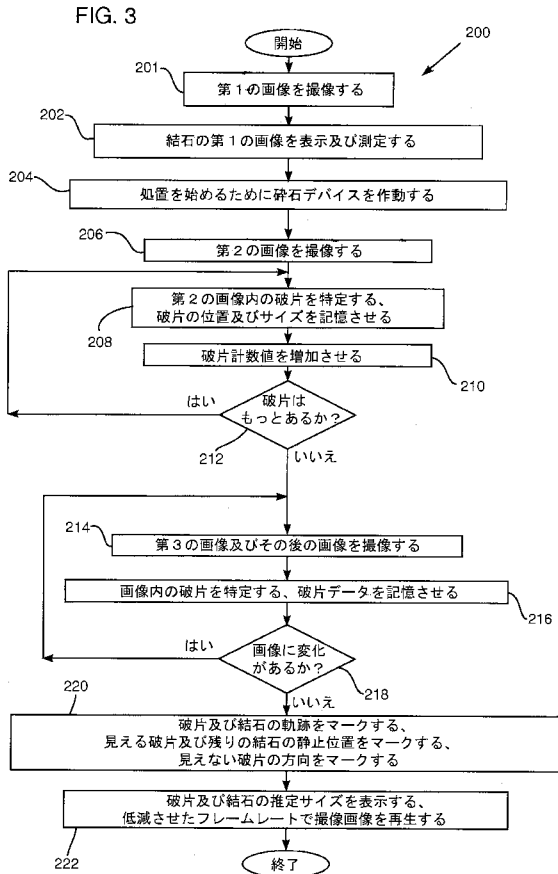 FIG. 3
開始
200
201
第1の画像を撮像する
202
結石の第1の画像を表示及び測定する
204
処置を始めるために砕石デバイスを作動する
206
第2の画像を撮像する
第2の画像内の破片を特定する、
破片の位置及びサイズを記憶させる
208
破片計数値を増加させる
210
はい
破片は
もっとあるか?
212
いいえ
214
第3の画像及びその後の画像を撮像する
画像内の破片を特定する、破片データを記憶させる
216
はい
画像に変化
があるか?
218
いいえ
220
破片及び結石の軌跡をマークする、
見える破片及び残りの結石の静止位置をマークする、
見えない破片の方向をマークする
破片及び結石の推定サイズを表示する、
低減させたフレームレートで撮像画像を再生する
222
終了